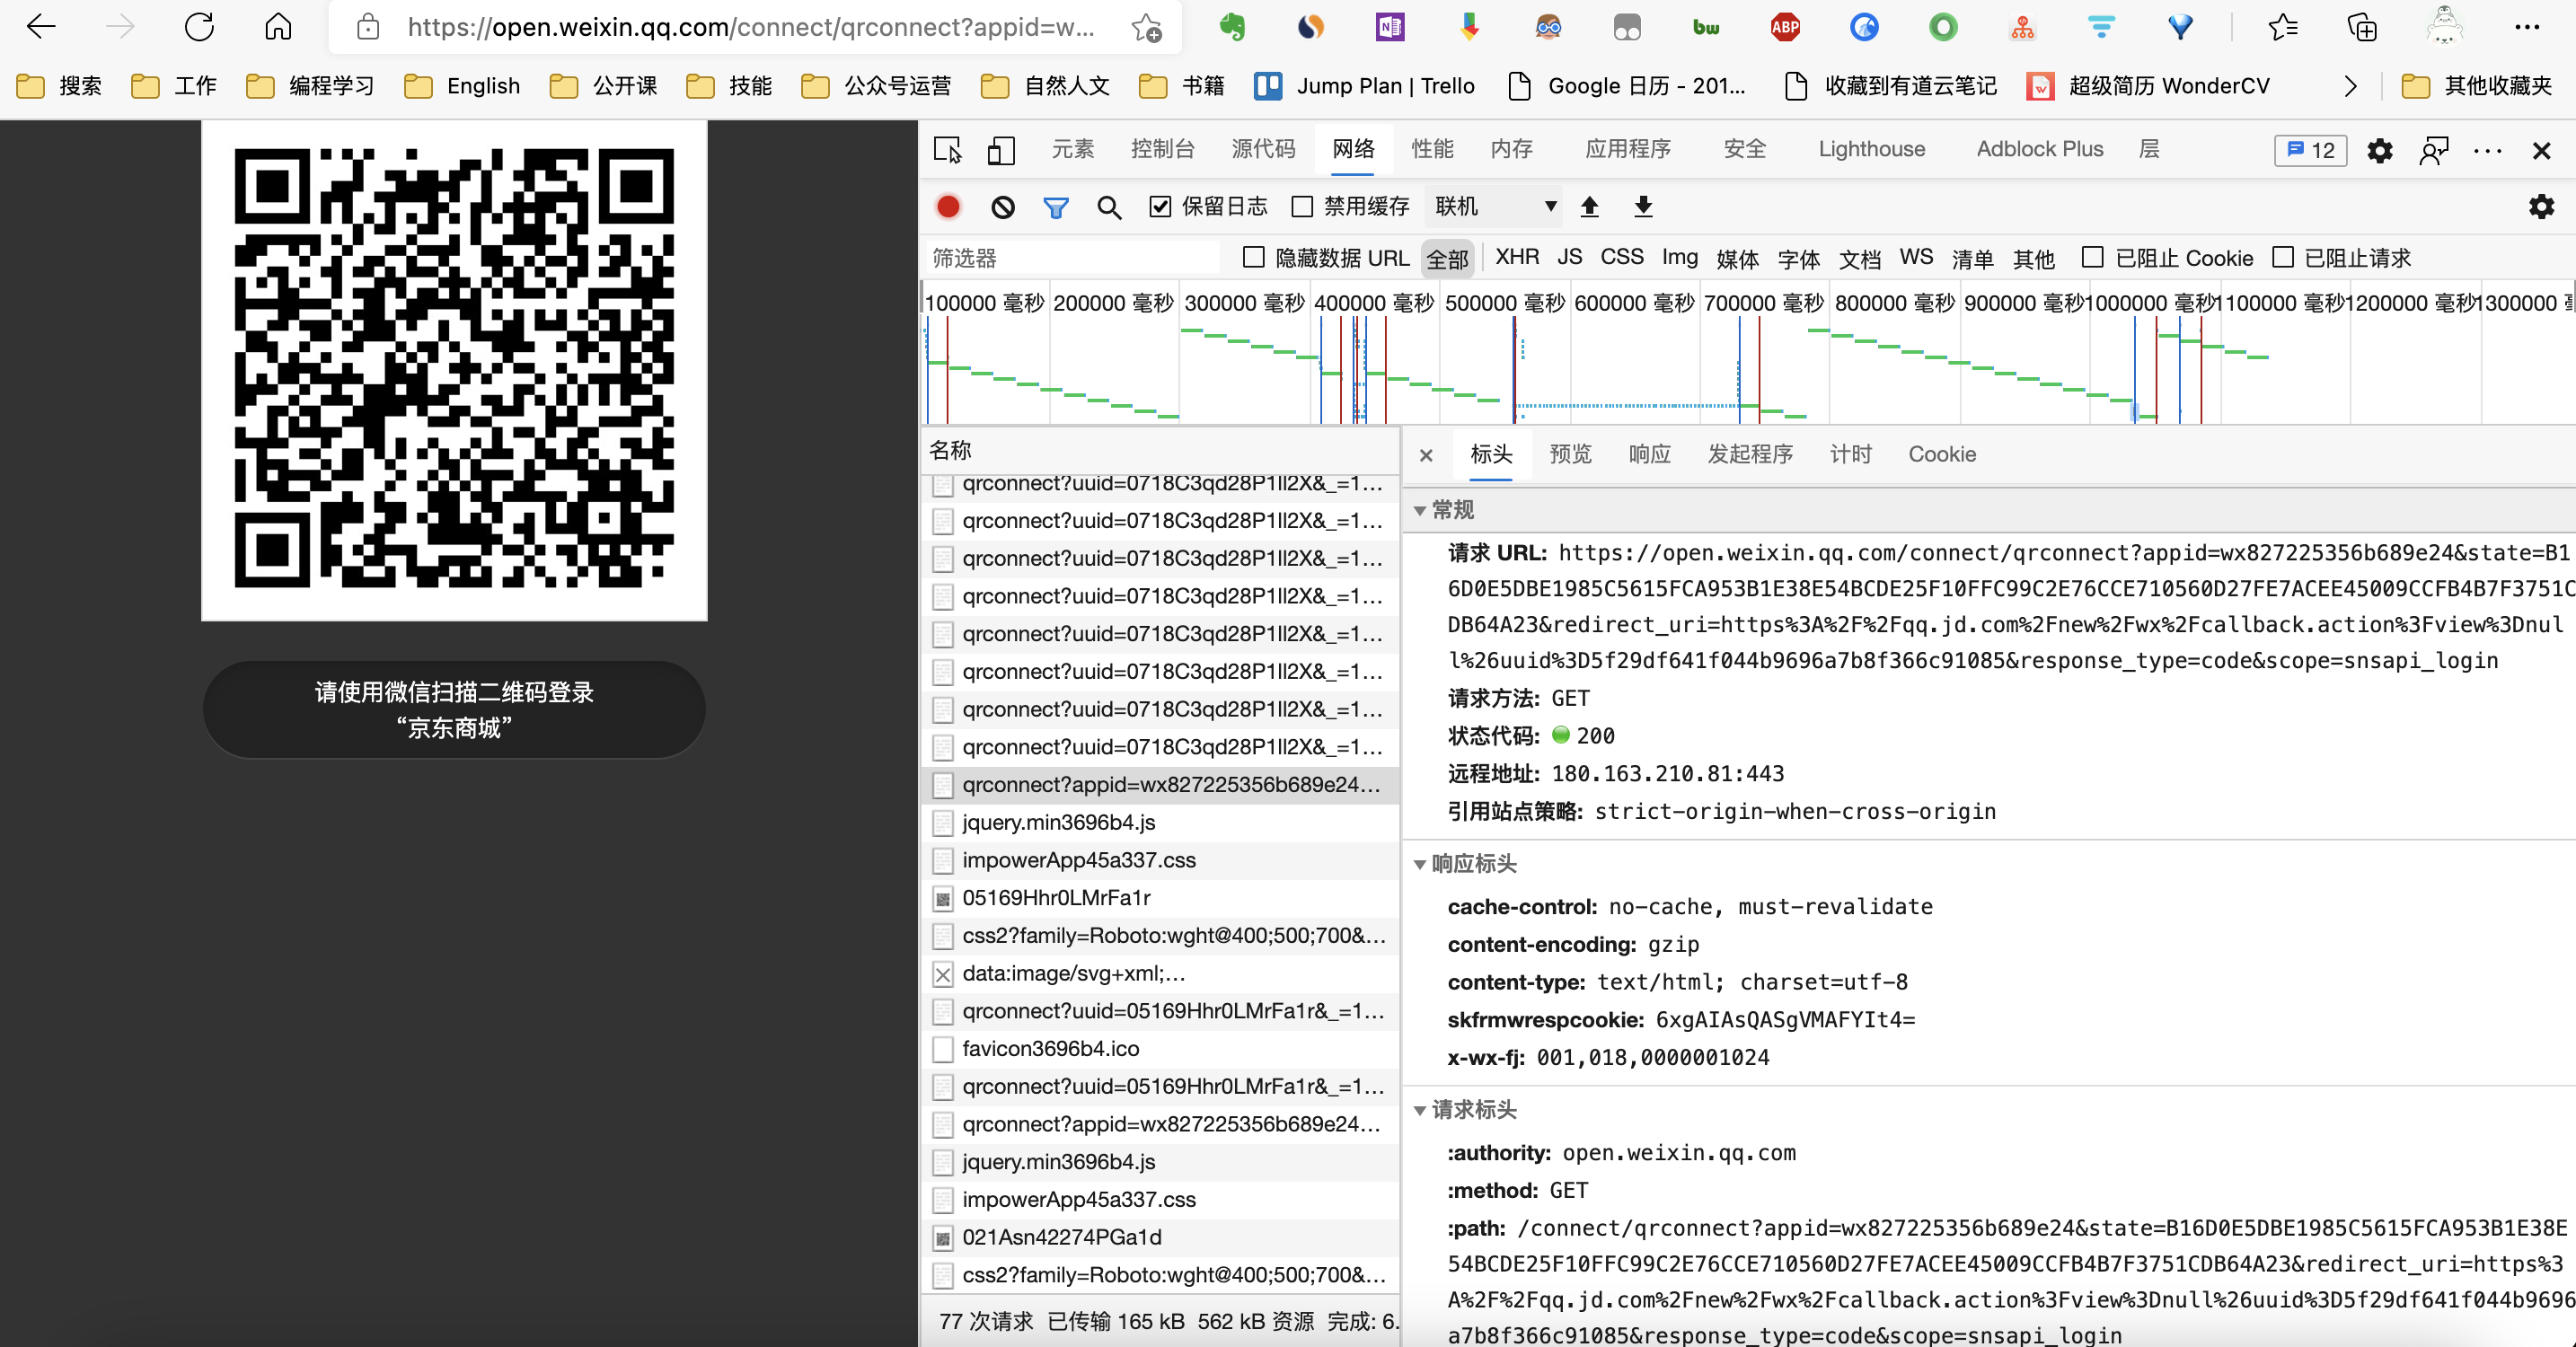 https://open.weixin.qq.com/connect/qrconnect?appid=w...
搜索 工作 编程学习 English 公开课 技能 公众号运营 自然人文 书籍 Jump Plan | Trello Google 日历 - 201... 收藏到有道云笔记 超级简历 WonderCV 其他收藏夹
请使用微信扫描二维码登录
“京东商城”
元素 控制台 源代码 网络 性能 内存 应用程序 安全 Lighthouse Adblock Plus 层 12
保留日志 禁用缓存 联机
筛选器 隐藏数据 URL 全部 XHR JS CSS Img 媒体 字体 文档 WS 清单 其他 已阻止 Cookie 已阻止请求
100000 毫秒 200000 毫秒 300000 毫秒 400000 毫秒 500000 毫秒 600000 毫秒 700000 毫秒 800000 毫秒 900000 毫秒 1000000 毫秒 1100000 毫秒 1200000 毫秒 1300000
名称
qrconnect?uuid=0718C3qd28P1ll2X&_=1...
qrconnect?uuid=0718C3qd28P1ll2X&_=1...
qrconnect?uuid=0718C3qd28P1ll2X&_=1...
qrconnect?uuid=0718C3qd28P1ll2X&_=1...
qrconnect?uuid=0718C3qd28P1ll2X&_=1...
qrconnect?uuid=0718C3qd28P1ll2X&_=1...
qrconnect?uuid=0718C3qd28P1ll2X&_=1...
qrconnect?uuid=0718C3qd28P1ll2X&_=1...
qrconnect?appid=wx827225356b689e24...
jquery.min3696b4.js
impowerApp45a337.css
05169Hhr0LMrFa1r
css2?family=Roboto:wght@400;500;700&...
data:image/svg+xml;...
qrconnect?uuid=05169Hhr0LMrFa1r&_=1...
favicon3696b4.ico
qrconnect?uuid=05169Hhr0LMrFa1r&_=1...
qrconnect?appid=wx827225356b689e24...
jquery.min3696b4.js
impowerApp45a337.css
021Asn42274PGa1d
css2?family=Roboto:wght@400;500;700&...
77 次请求 已传输 165 kB 562 kB 资源 完成: 6.
标头 预览 响应 发起程序 计时 Cookie
常规
请求 URL: https://open.weixin.qq.com/connect/qrconnect?appid=wx827225356b689e24&state=B1
6D0E5DBE1985C5615FCA953B1E38E54BCDE25F10FFC99C2E76CCE710560D27FE7ACEE45009CCFB4B7F3751C
DB64A23&redirect_uri=https%3A%2F%2Fqq.jd.com%2Fnew%2Fwx%2Fcallback.action%3Fview%3Dnul
l%26uuid%3D5f29df641f044b9696a7b8f366c91085&response_type=code&scope=snsapi_login
请求方法: GET
状态代码: 200
远程地址: 180.163.210.81:443
引用站点策略: strict-origin-when-cross-origin
响应标头
cache-control: no-cache, must-revalidate
content-encoding: gzip
content-type: text/html; charset=utf-8
skfrmwrespcookie: 6xgAIAsQASgVMAFYIt4=
x-wx-fj: 001,018,0000001024
请求标头
:authority: open.weixin.qq.com
:method: GET
:path: /connect/qrconnect?appid=wx827225356b689e24&state=B16D0E5DBE1985C5615FCA953B1E38E
54BCDE25F10FFC99C2E76CCE710560D27FE7ACEE45009CCFB4B7F3751CDB64A23&redirect_uri=https%3
A%2F%2Fqq.jd.com%2Fnew%2Fwx%2Fcallback.action%3Fview%3Dnull%26uuid%3D5f29df641f044b9696
a7b8f366c91085&response_type=code&scope=snsapi_login